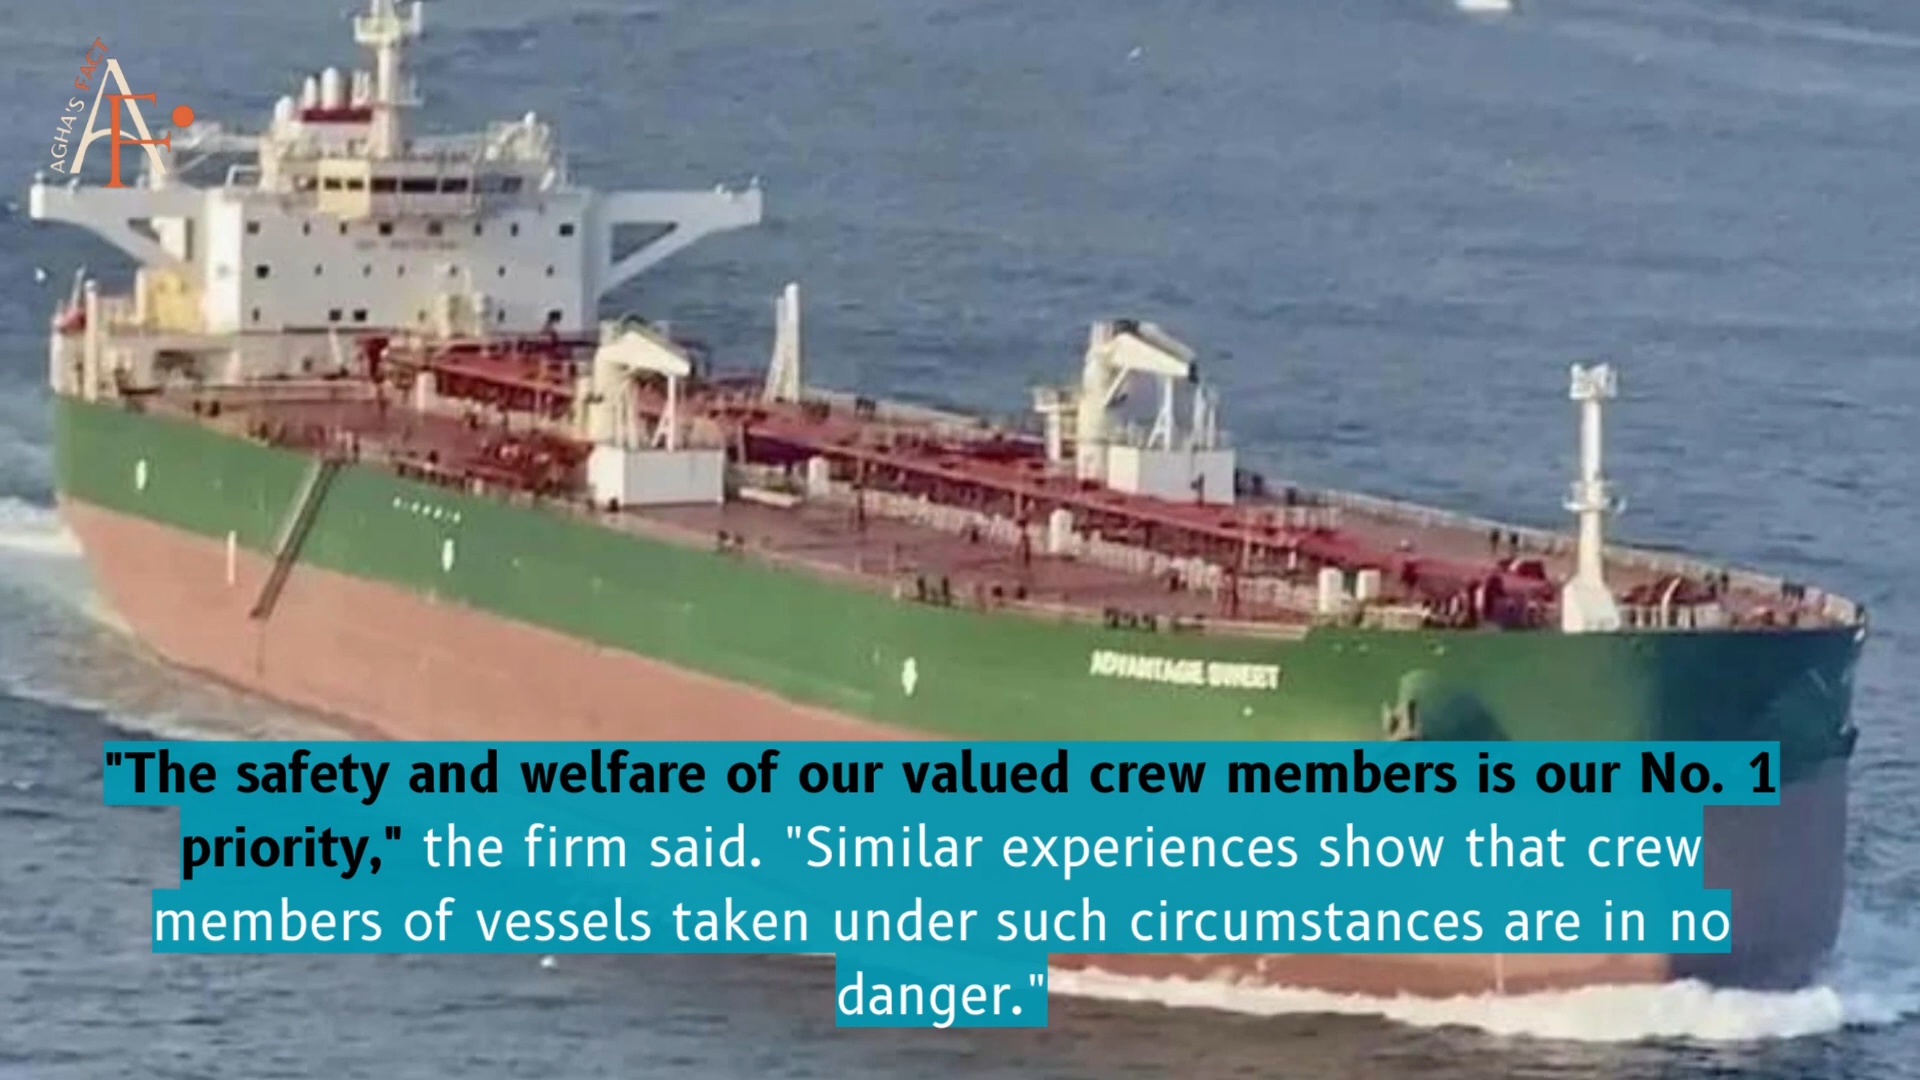 AGHA'S FACT
AF
ADVANTAGE SWEET
"The safety and welfare of our valued crew members is our No. 1
priority," the firm said. "Similar experiences show that crew
members of vessels taken under such circumstances are in no
danger."